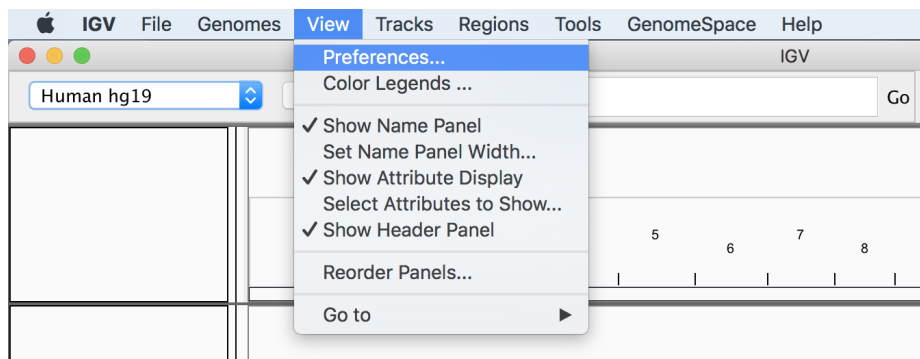 IGV File Genomes View Tracks Regions Tools GenomeSpace Help
IGV
Human hg19
Go
Preferences...
Color Legends ...
✓ Show Name Panel
Set Name Panel Width...
✓ Show Attribute Display
Select Attributes to Show...
✓ Show Header Panel
Reorder Panels...
Go to
5 6 7 8